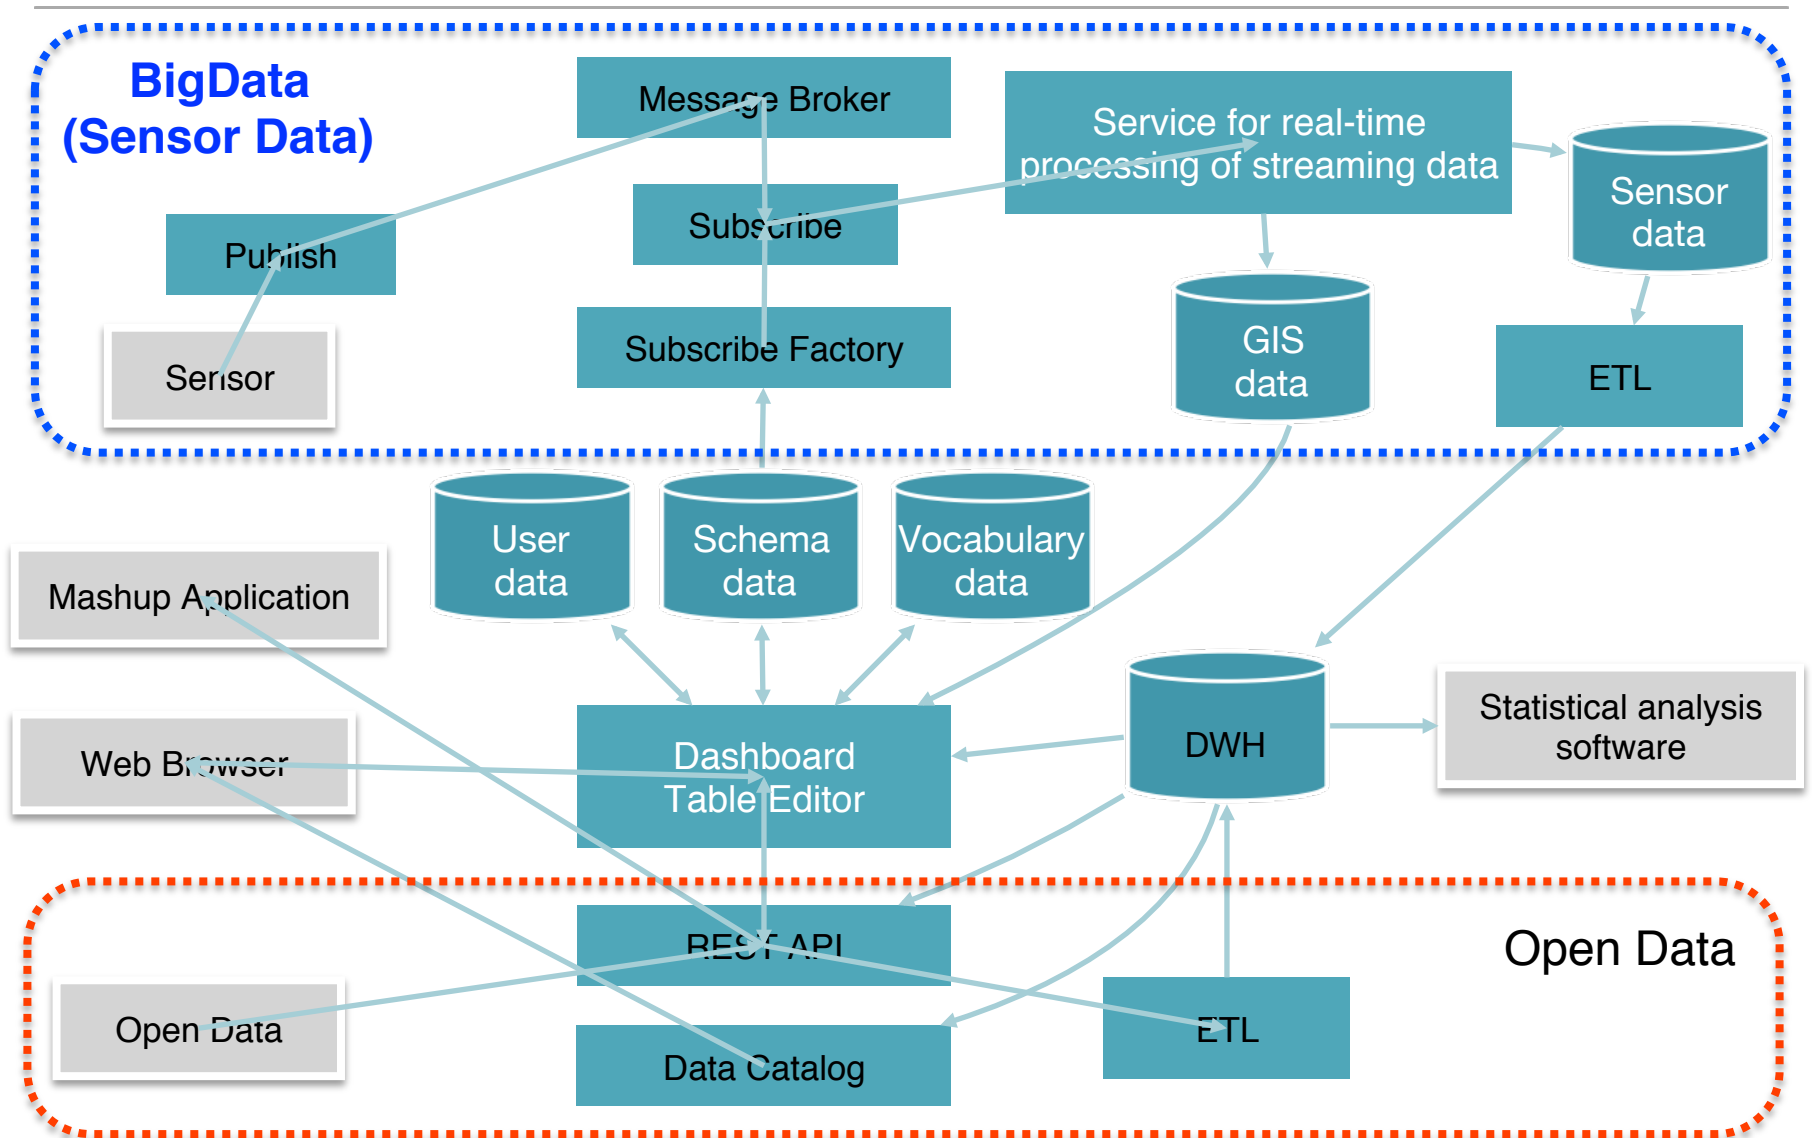 BigData
(Sensor Data)
Message Broker
Service for real-time
processing of streaming data
Sensor
data
Subscribe
Publish
Subscribe Factory
Sensor
GIS
data
ETL
User
data
Schema
data
Vocabulary
data
Mashup Application
Web Browser
Dashboard
Table Editor
DWH
Statistical analysis
software
REST API
Open Data
Open Data
ETL
Data Catalog